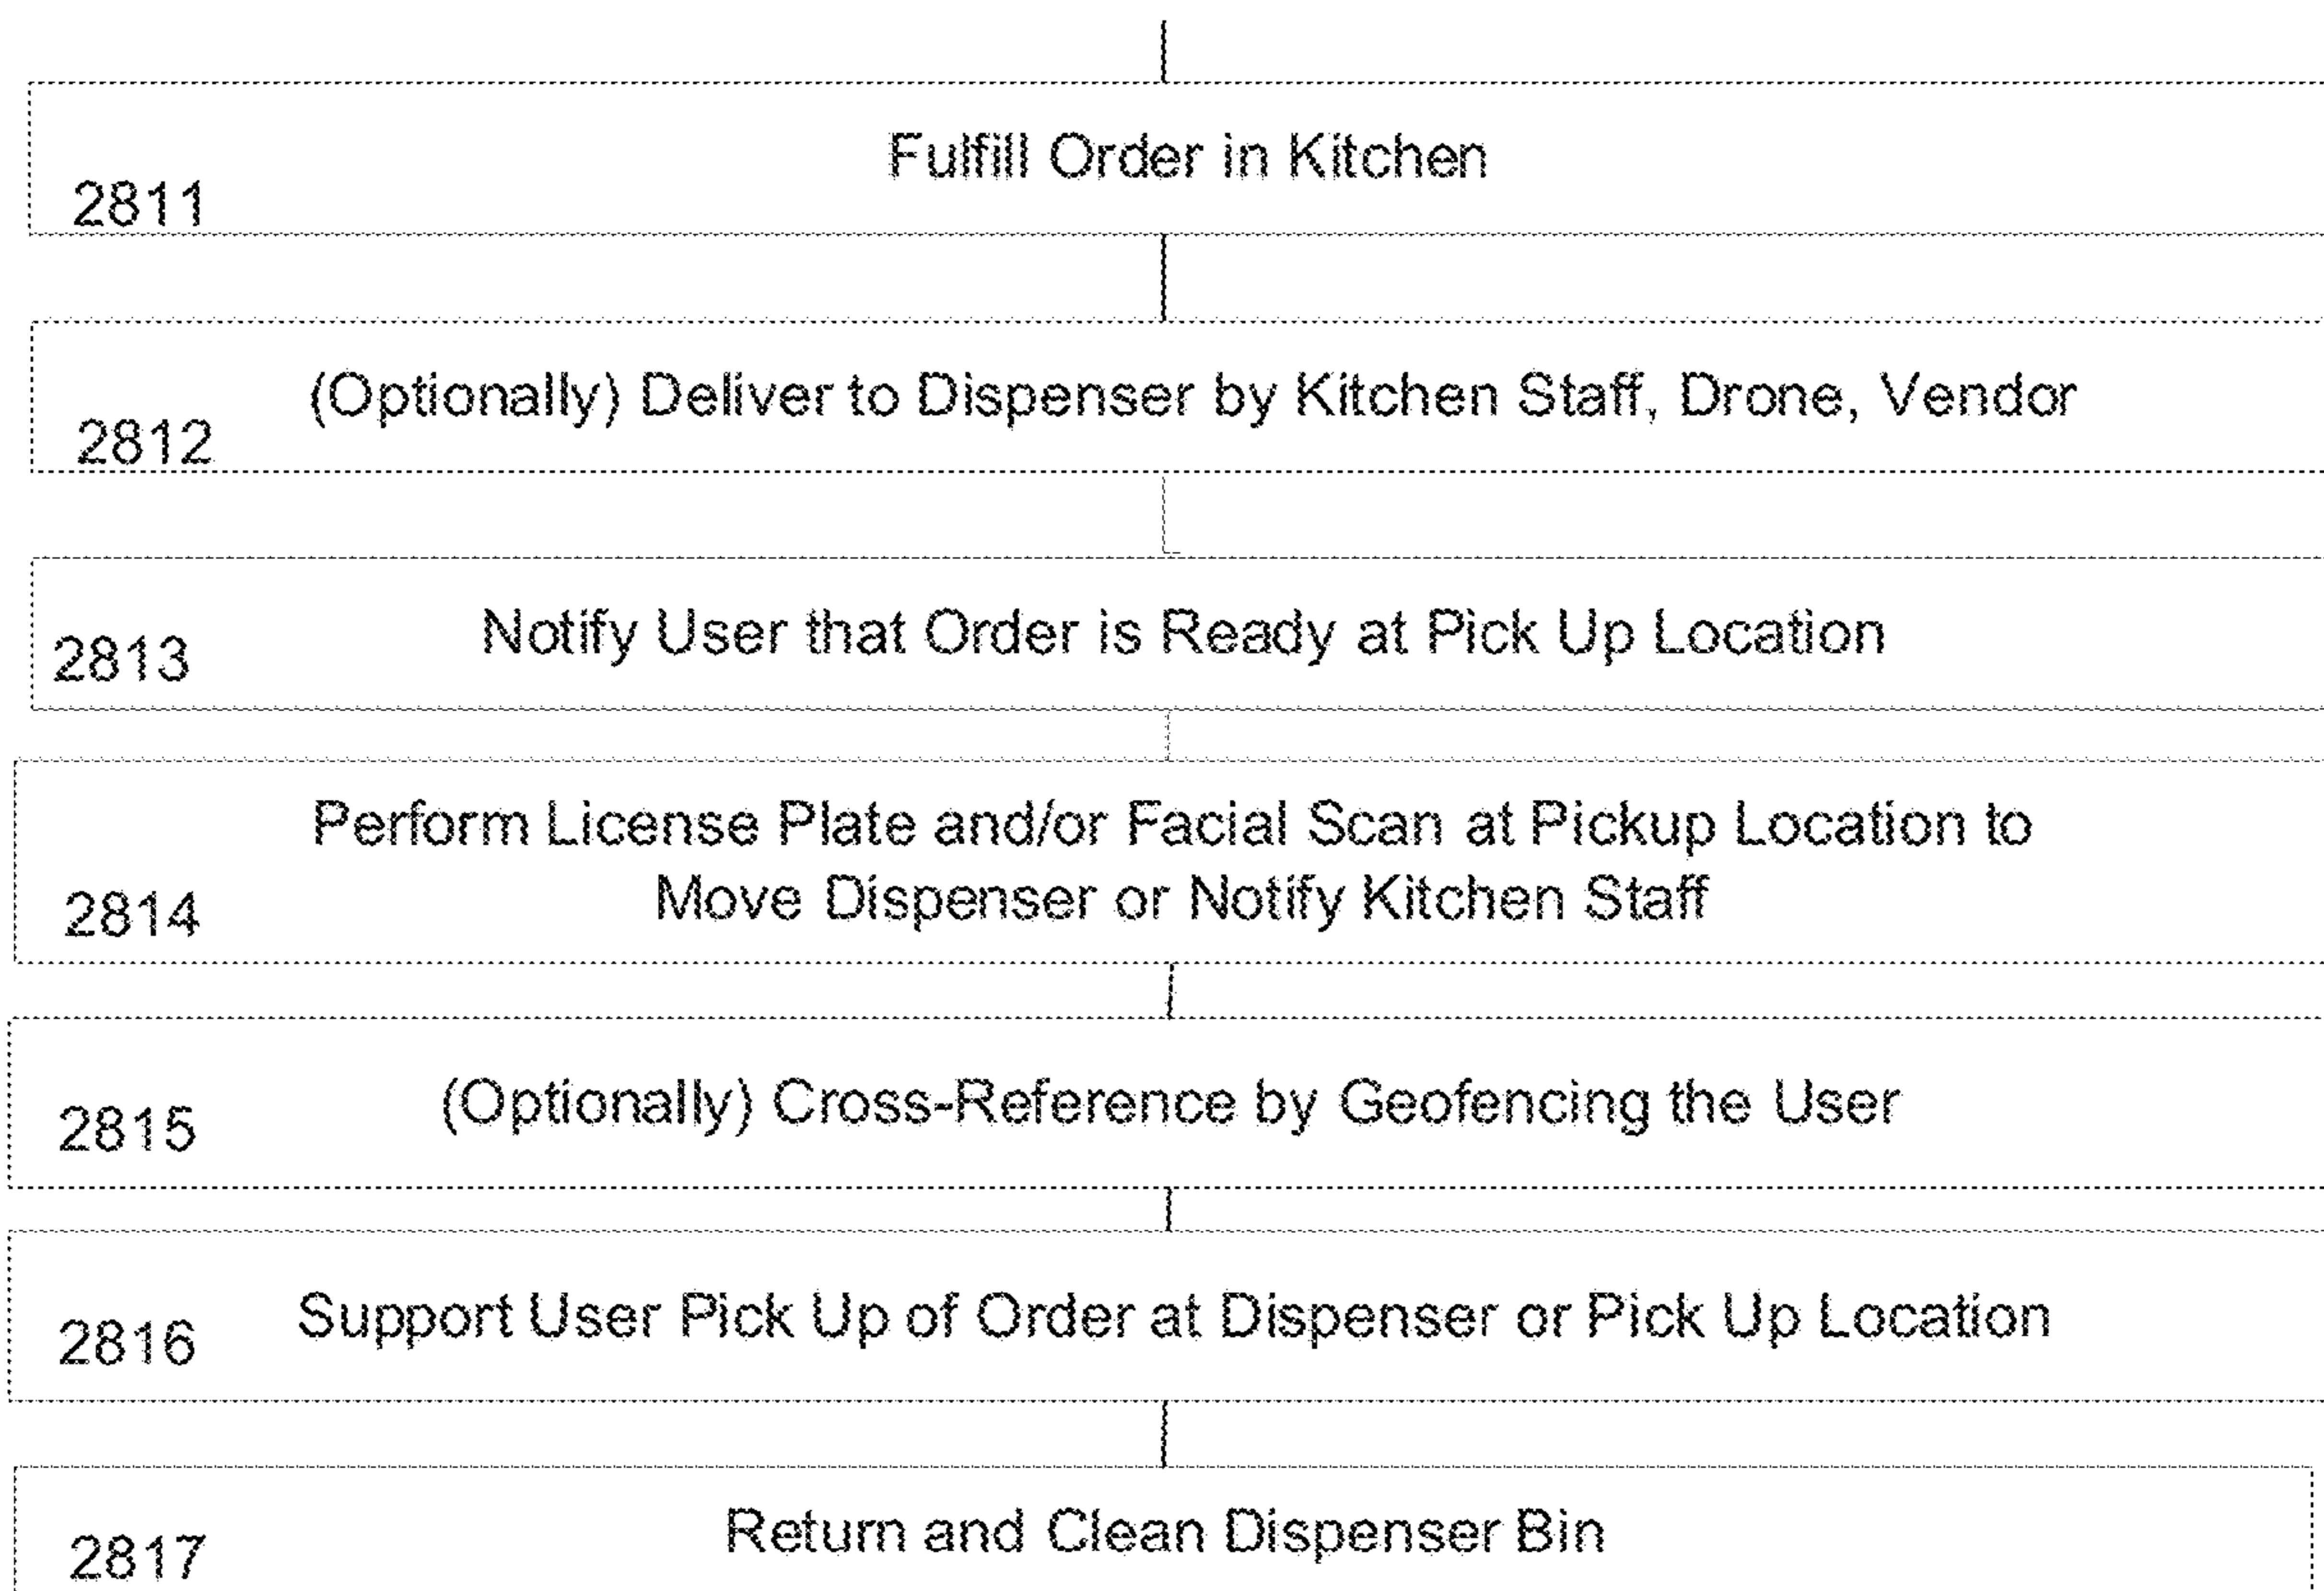 Fulfill Order in Kitchen
2811
(Optionally) Deliver to Dispenser by Kitchen Staff, Drone, Vendor
2812
Notify User that Order is Ready at Pick Up Location
2813
Perform License Plate and/or Facial Scan at Pickup Location to
Move Dispenser or Notify Kitchen Staff
2814
(Optionally) Cross-Reference by Geofencing the User
2815
Support User Pick Up of Order at Dispenser or Pick Up Location
2816
Return and Clean Dispenser Bin
2817